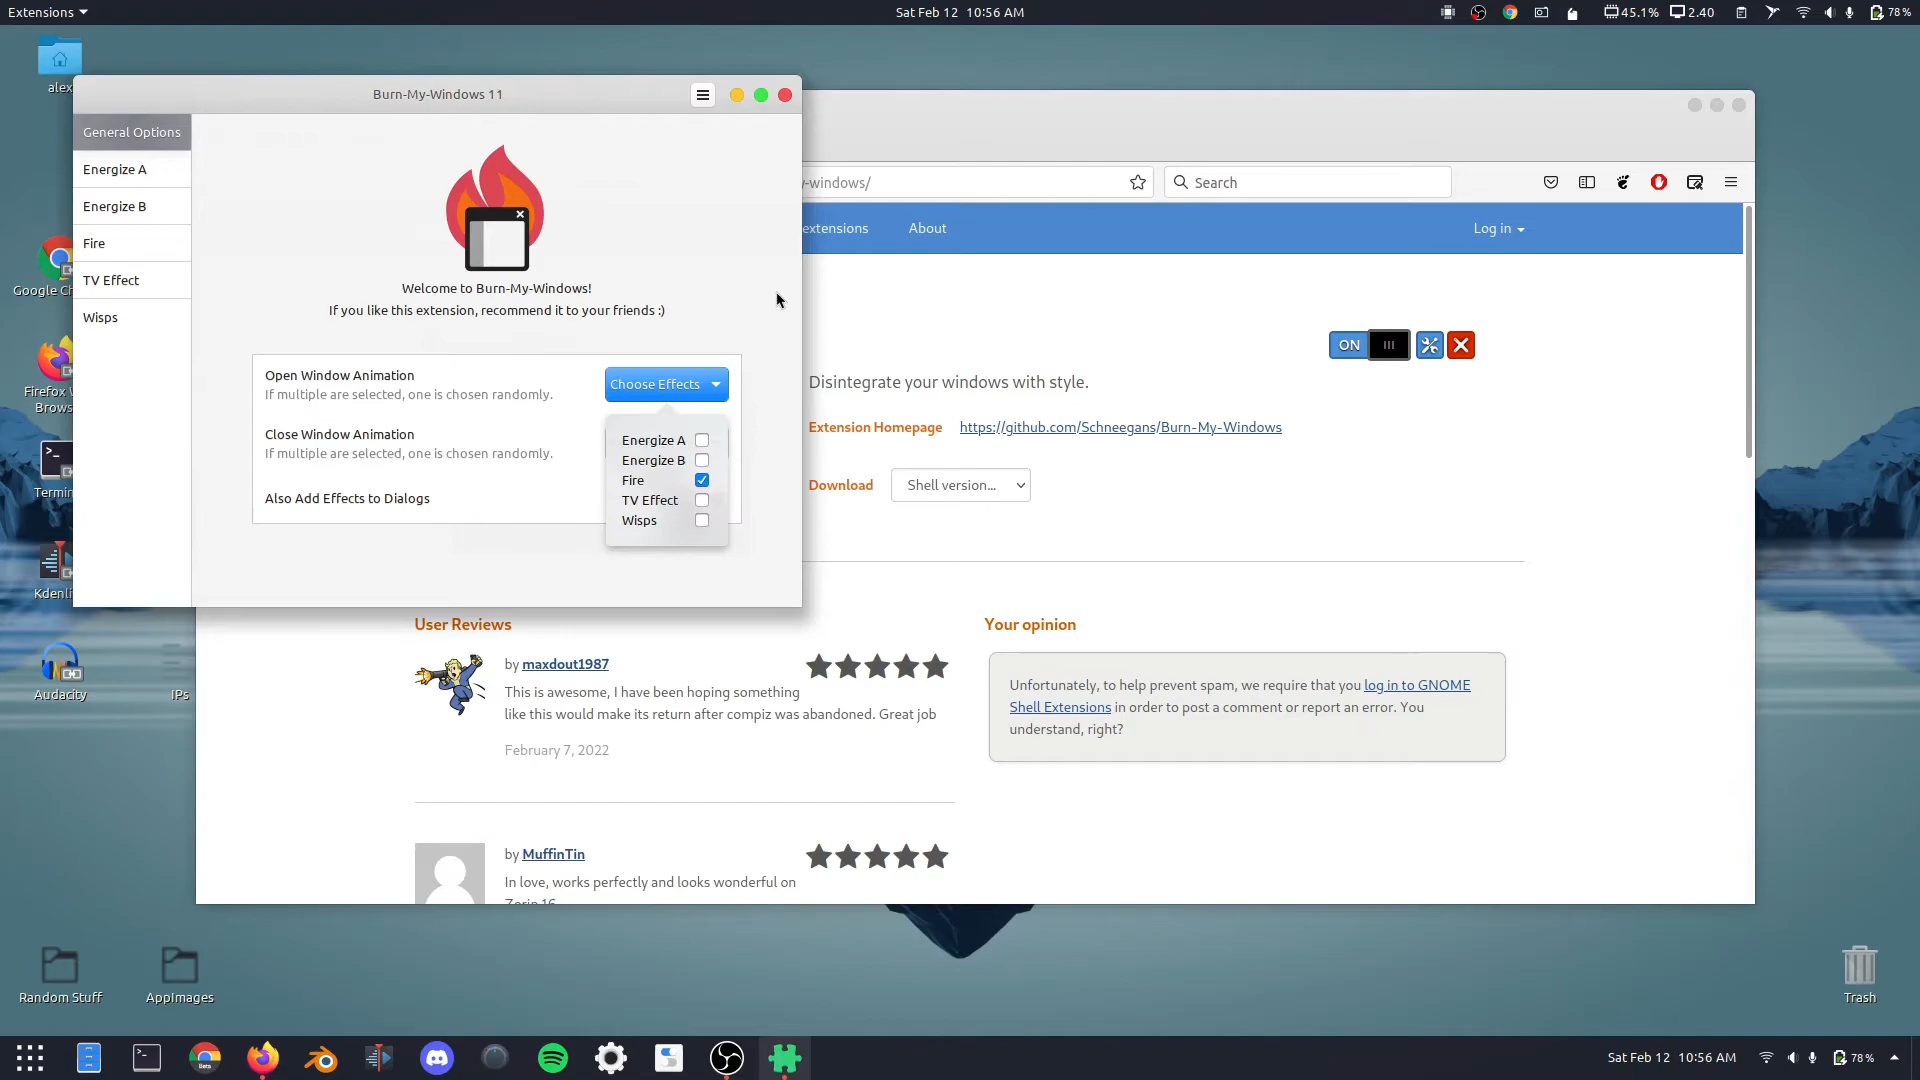 Extensions
Sat Feb 12 10:56 AM
45.1%
2.40
78 %
alex
Burn-My-Windows 11
General Options
Energize A
Energize B
Fire
TV Effect
Wisps
Welcome to Burn-My-Windows!
If you like this extension, recommend it to your friends :)
Open Window Animation
If multiple are selected, one is chosen randomly.
Choose Effects
Close Window Animation
If multiple are selected, one is chosen randomly.
Also Add Effects to Dialogs
Energize A
Energize B
Fire
TV Effect
Wisps
-windows/
Search
extensions
About
Log in
ON
Disintegrate your windows with style.
Extension Homepage
https://github.com/Schneegans/Burn-My-Windows
Download
Shell version...
User Reviews
by maxdout1987
This is awesome, I have been hoping something
like this would make its return after compiz was abandoned. Great job
February 7, 2022
by MuffinTin
In love, works perfectly and looks wonderful on
Zorin 16
Your opinion
Unfortunately, to help prevent spam, we require that you log in to GNOME
Shell Extensions in order to post a comment or report an error. You
understand, right?
Google Ch
Firefox W
Brows
Termin
Kdenli
Audacity
IPs
Random Stuff
AppImages
Trash
Beta
Sat Feb 12 10:56 AM
78 %